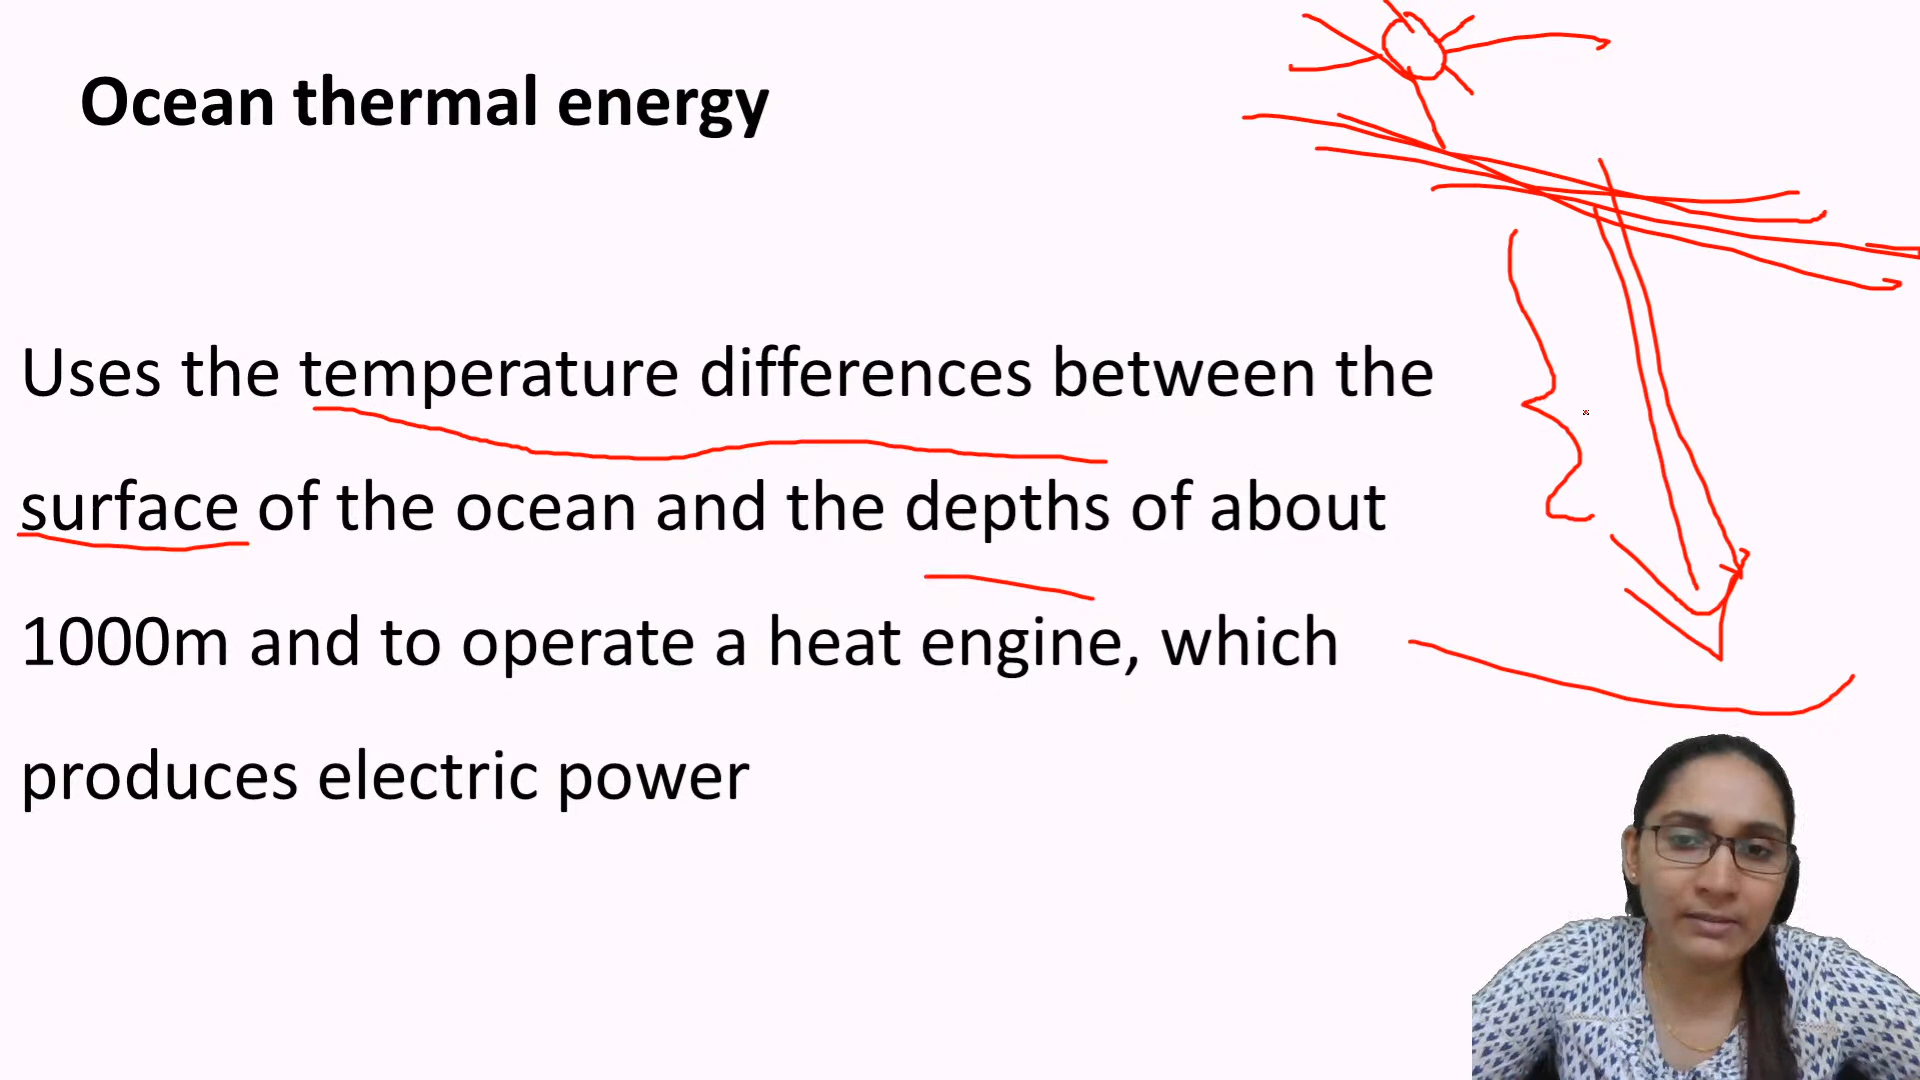 Ocean thermal energy
Uses the temperature differences between the
surface of the ocean and the depths of about
1000m and to operate a heat engine, which
produces electric power